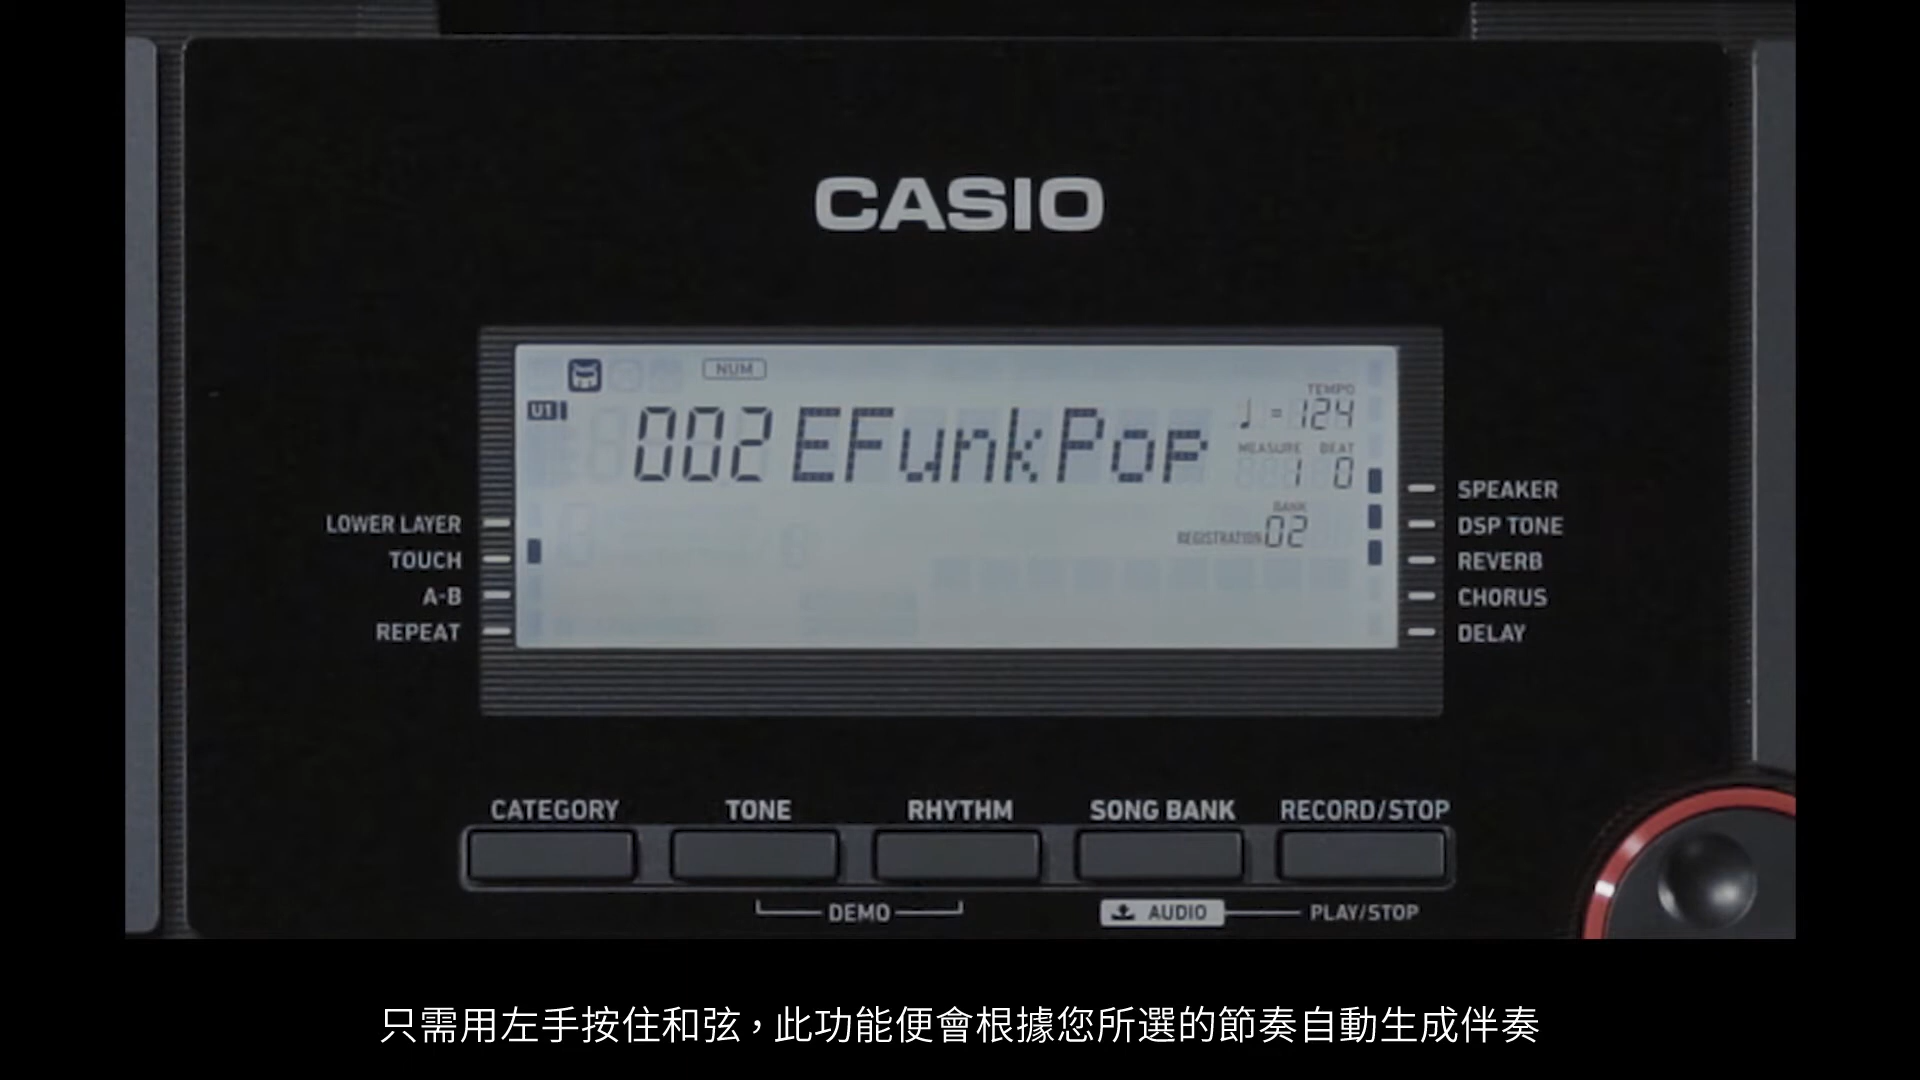 CASIO
NUM
U1
TEMPO
♩ = 124
002 EFunkPop
MEASURE BEAT
1 0
BANK
REGISTRATION 02
LOWER LAYER
TOUCH
A-B
REPEAT
SPEAKER
DSP TONE
REVERB
CHORUS
DELAY
CATEGORY TONE RHYTHM SONG BANK RECORD/STOP
DEMO AUDIO PLAY/STOP
只需用左手按住和弦，此功能便會根據您所選的節奏自動生成伴奏